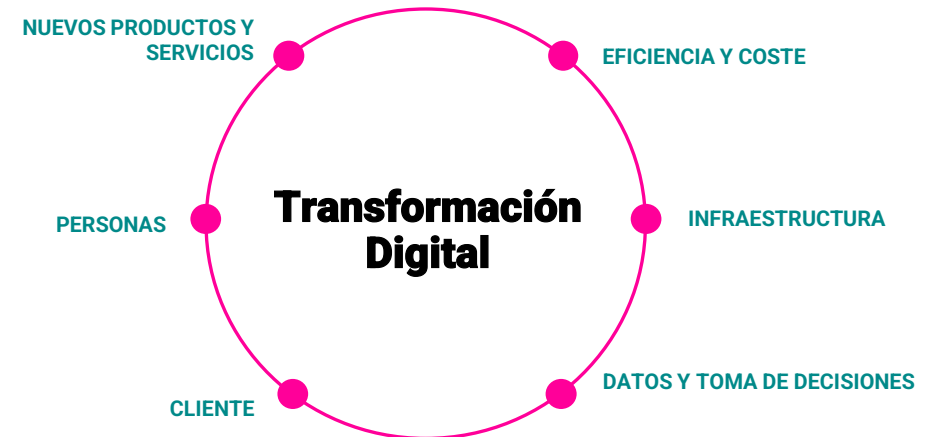 NUEVOS PRODUCTOS Y
SERVICIOS
EFICIENCIA Y COSTE
PERSONAS
Transformación
Digital
INFRAESTRUCTURA
CLIENTE
DATOS Y TOMA DE DECISIONES